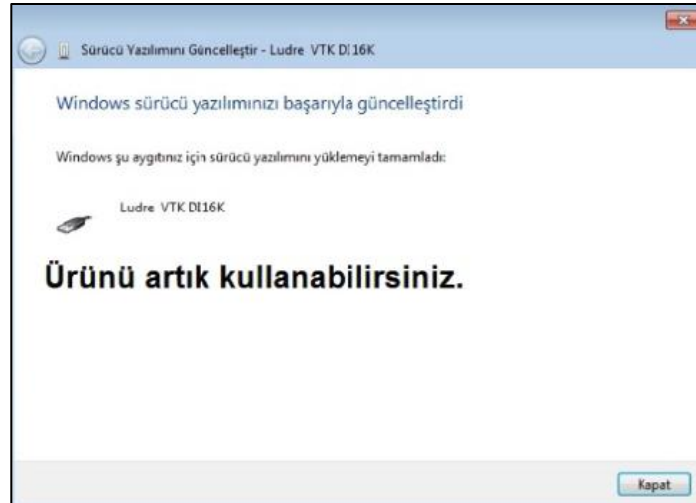 Sürücü Yazılımını Güncelleştir - Ludre VTK DI16K
Windows sürücü yazılımınızı başarıyla güncelleştirdi
Windows şu aygıtınız için sürücü yazılımını yüklemeyi tamamladı:
Ludre VTK DI16K
Ürünü artık kullanabilirsiniz.
Kapat